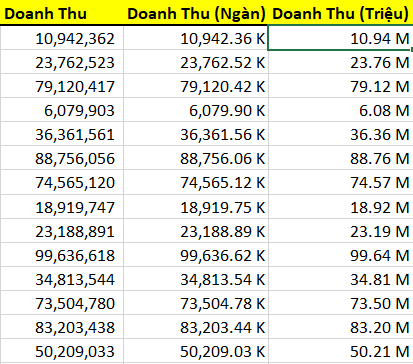 Doanh Thu Doanh Thu (Ngàn) Doanh Thu (Triệu)
10,942,362 10,942.36 K 10.94 M
23,762,523 23,762.52 K 23.76 M
79,120,417 79,120.42 K 79.12 M
6,079,903 6,079.90 K 6.08 M
36,361,561 36,361.56 K 36.36 M
88,756,056 88,756.06 K 88.76 M
74,565,120 74,565.12 K 74.57 M
18,919,747 18,919.75 K 18.92 M
23,188,891 23,188.89 K 23.19 M
99,636,618 99,636.62 K 99.64 M
34,813,544 34,813.54 K 34.81 M
73,504,780 73,504.78 K 73.50 M
83,203,438 83,203.44 K 83.20 M
50,209,033 50,209.03 K 50.21 M